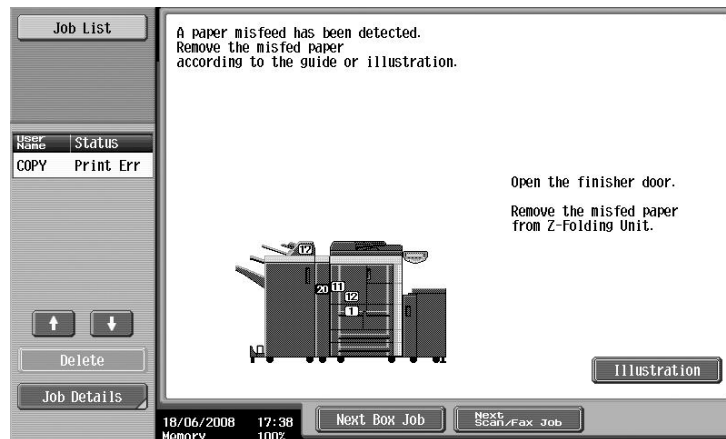 Job List
User Name Status
COPY Print Err
Delete
Job Details
A paper misfeed has been detected.
Remove the misfed paper
according to the guide or illustration.
Open the finisher door.
Remove the misfed paper
from Z-Folding Unit.
17
20
11
12
1
Illustration
18/06/2008 17:38
Memory 100%
Next Box Job
Next
Scan/Fax Job